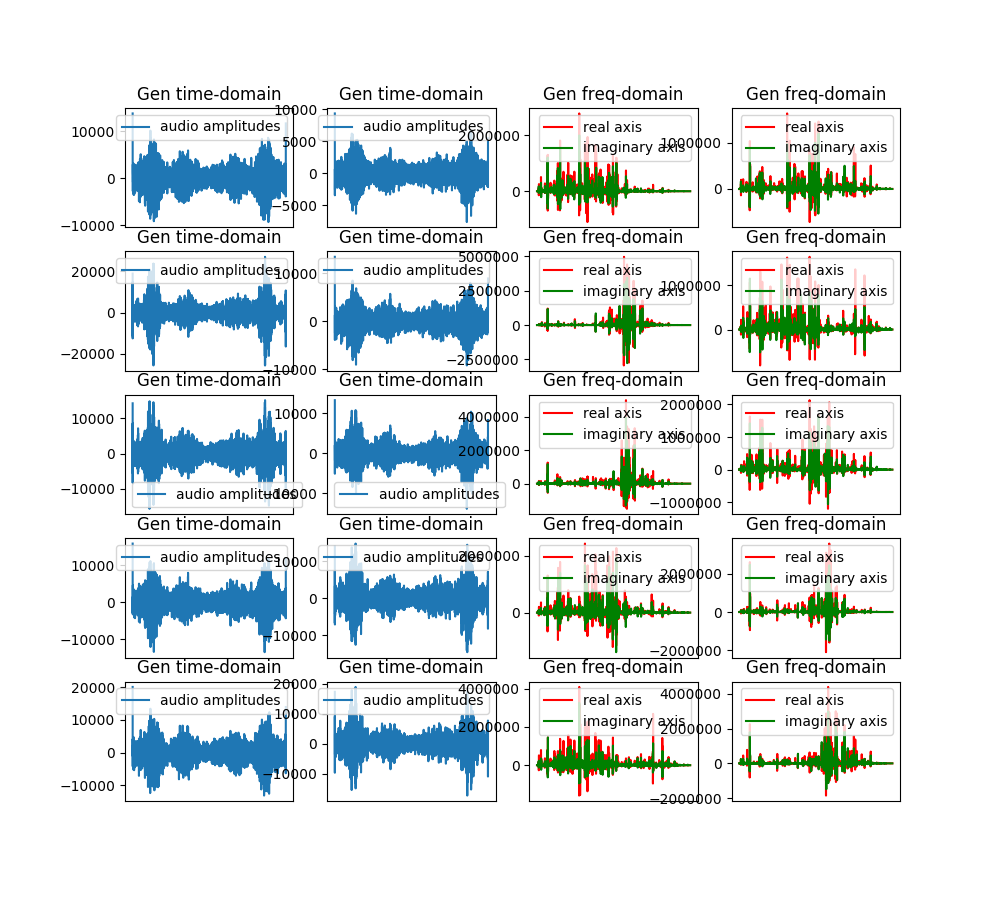 Gen time-domain Gen time-domain Gen freq-domain Gen freq-domain
10000 0 −10000 audio amplitudes
10000 5000 0 −5000 audio amplitudes
2000000 0 real axis
imaginary axis
1000000 0 real axis
imaginary axis
Gen time-domain Gen time-domain Gen freq-domain Gen freq-domain
20000 0 −20000 audio amplitudes
10000 0 −10000 audio amplitudes
5000000 2500000 0 −2500000 real axis
imaginary axis
1000000 0 real axis
imaginary axis
Gen time-domain Gen time-domain Gen freq-domain Gen freq-domain
10000 0 −10000 audio amplitudes
10000 0 −10000 audio amplitudes
4000000 2000000 0 real axis
imaginary axis
2000000 1000000 0 −1000000 real axis
imaginary axis
Gen time-domain Gen time-domain Gen freq-domain Gen freq-domain
10000 0 −10000 audio amplitudes
10000 0 −10000 audio amplitudes
2000000 0 real axis
imaginary axis
2000000 0 −2000000 real axis
imaginary axis
Gen time-domain Gen time-domain Gen freq-domain Gen freq-domain
20000 10000 0 −10000 audio amplitudes
20000 10000 0 −10000 audio amplitudes
4000000 2000000 0 real axis
imaginary axis
4000000 2000000 0 −2000000 real axis
imaginary axis